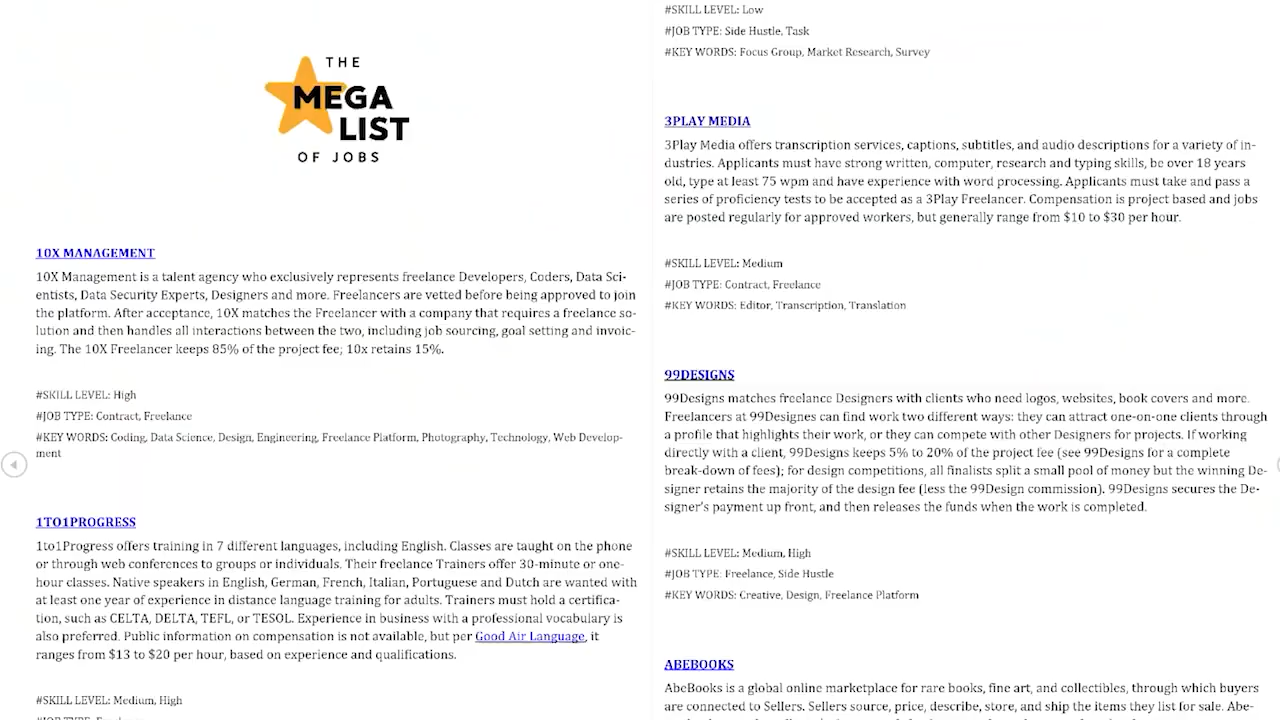 THE
MEGA
LIST
OF JOBS
10X MANAGEMENT
10X Management is a talent agency who exclusively represents freelance Developers, Coders, Data Sci-
entists, Data Security Experts, Designers and more. Freelancers are vetted before being approved to join
the platform. After acceptance, 10X matches the Freelancer with a company that requires a freelance so-
lution and then handles all interactions between the two, including job sourcing, goal setting and invoic-
ing. The 10X Freelancer keeps 85% of the project fee; 10x retains 15%.
#SKILL LEVEL: High
#JOB TYPE: Contract, Freelance
#KEY WORDS: Coding, Data Science, Design, Engineering, Freelance Platform, Photography, Technology, Web Develop-
ment
1TO1PROGRESS
1to1Progress offers training in 7 different languages, including English. Classes are taught on the phone
or through web conferences to groups or individuals. Their freelance Trainers offer 30-minute or one-
hour classes. Native speakers in English, German, French, Italian, Portuguese and Dutch are wanted with
at least one year of experience in distance language training for adults. Trainers must hold a certifica-
tion, such as CELTA, DELTA, TEFL, or TESOL. Experience in business with a professional vocabulary is
also preferred. Public information on compensation is not available, but per Good Air Language, it
ranges from $13 to $20 per hour, based on experience and qualifications.
#SKILL LEVEL: Medium, High
#SKILL LEVEL: Low
#JOB TYPE: Side Hustle, Task
#KEY WORDS: Focus Group, Market Research, Survey
3PLAY MEDIA
3Play Media offers transcription services, captions, subtitles, and audio descriptions for a variety of in-
dustries. Applicants must have strong written, computer, research and typing skills, be over 18 years
old, type at least 75 wpm and have experience with word processing. Applicants must take and pass a
series of proficiency tests to be accepted as a 3Play Freelancer. Compensation is project based and jobs
are posted regularly for approved workers, but generally range from $10 to $30 per hour.
#SKILL LEVEL: Medium
#JOB TYPE: Contract, Freelance
#KEY WORDS: Editor, Transcription, Translation
99DESIGNS
99Designs matches freelance Designers with clients who need logos, websites, book covers and more.
Freelancers at 99Designes can find work two different ways: they can attract one-on-one clients through
a profile that highlights their work, or they can compete with other Designers for projects. If working
directly with a client, 99Designs keeps 5% to 20% of the project fee (see 99Designs for a complete
break-down of fees); for design competitions, all finalists split a small pool of money but the winning De-
signer retains the majority of the design fee (less the 99Design commission). 99Designs secures the De-
signer's payment up front, and then releases the funds when the work is completed.
#SKILL LEVEL: Medium, High
#JOB TYPE: Freelance, Side Hustle
#KEY WORDS: Creative, Design, Freelance Platform
ABEBOOKS
AbeBooks is a global online marketplace for rare books, fine art, and collectibles, through which buyers
are connected to Sellers. Sellers source, price, describe, store, and ship the items they list for sale. Abe-